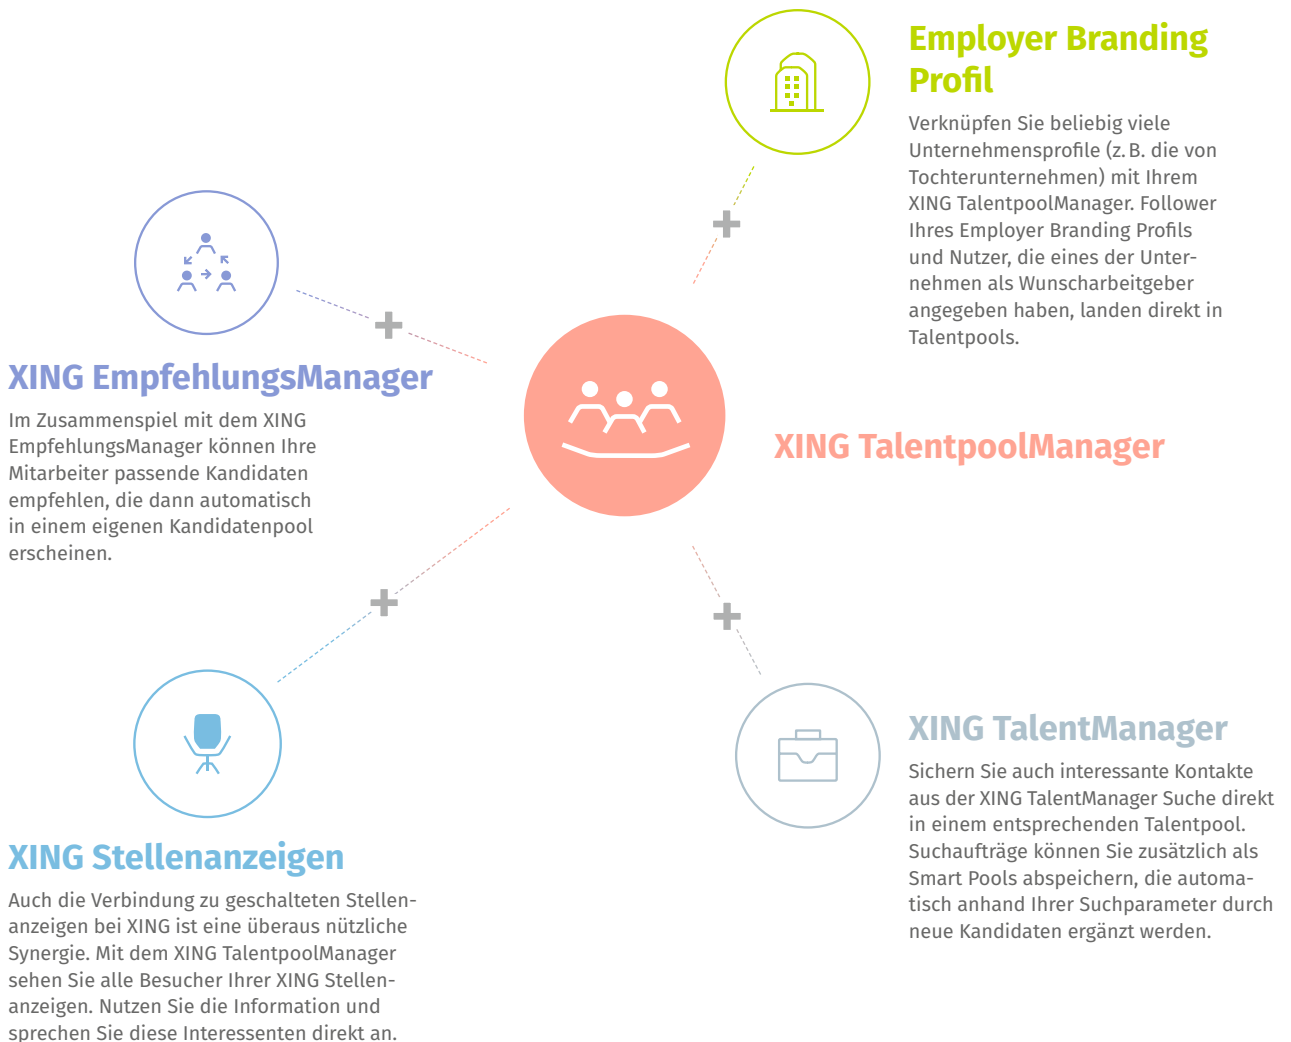 Employer Branding
Profil
Verknüpfen Sie beliebig viele
Unternehmensprofile (z. B. die von
Tochterunternehmen) mit Ihrem
XING TalentpoolManager. Follower
Ihres Employer Branding Profils
und Nutzer, die eines der Unter-
nehmen als Wunscharbeitgeber
angegeben haben, landen direkt in
Talentpools.
XING EmpfehlungsManager
Im Zusammenspiel mit dem XING
EmpfehlungsManager können Ihre
Mitarbeiter passende Kandidaten
empfehlen, die dann automatisch
in einem eigenen Kandidatenpool
erscheinen.
XING TalentpoolManager
XING Stellenanzeigen
Auch die Verbindung zu geschalteten Stellen-
anzeigen bei XING ist eine überaus nützliche
Synergie. Mit dem XING TalentpoolManager
sehen Sie alle Besucher Ihrer XING Stellen-
anzeigen. Nutzen Sie die Information und
sprechen Sie diese Interessenten direkt an.
XING TalentManager
Sichern Sie auch interessante Kontakte
aus der XING TalentManager Suche direkt
in einem entsprechenden Talentpool.
Suchaufträge können Sie zusätzlich als
Smart Pools abspeichern, die automa-
tisch anhand Ihrer Suchparameter durch
neue Kandidaten ergänzt werden.